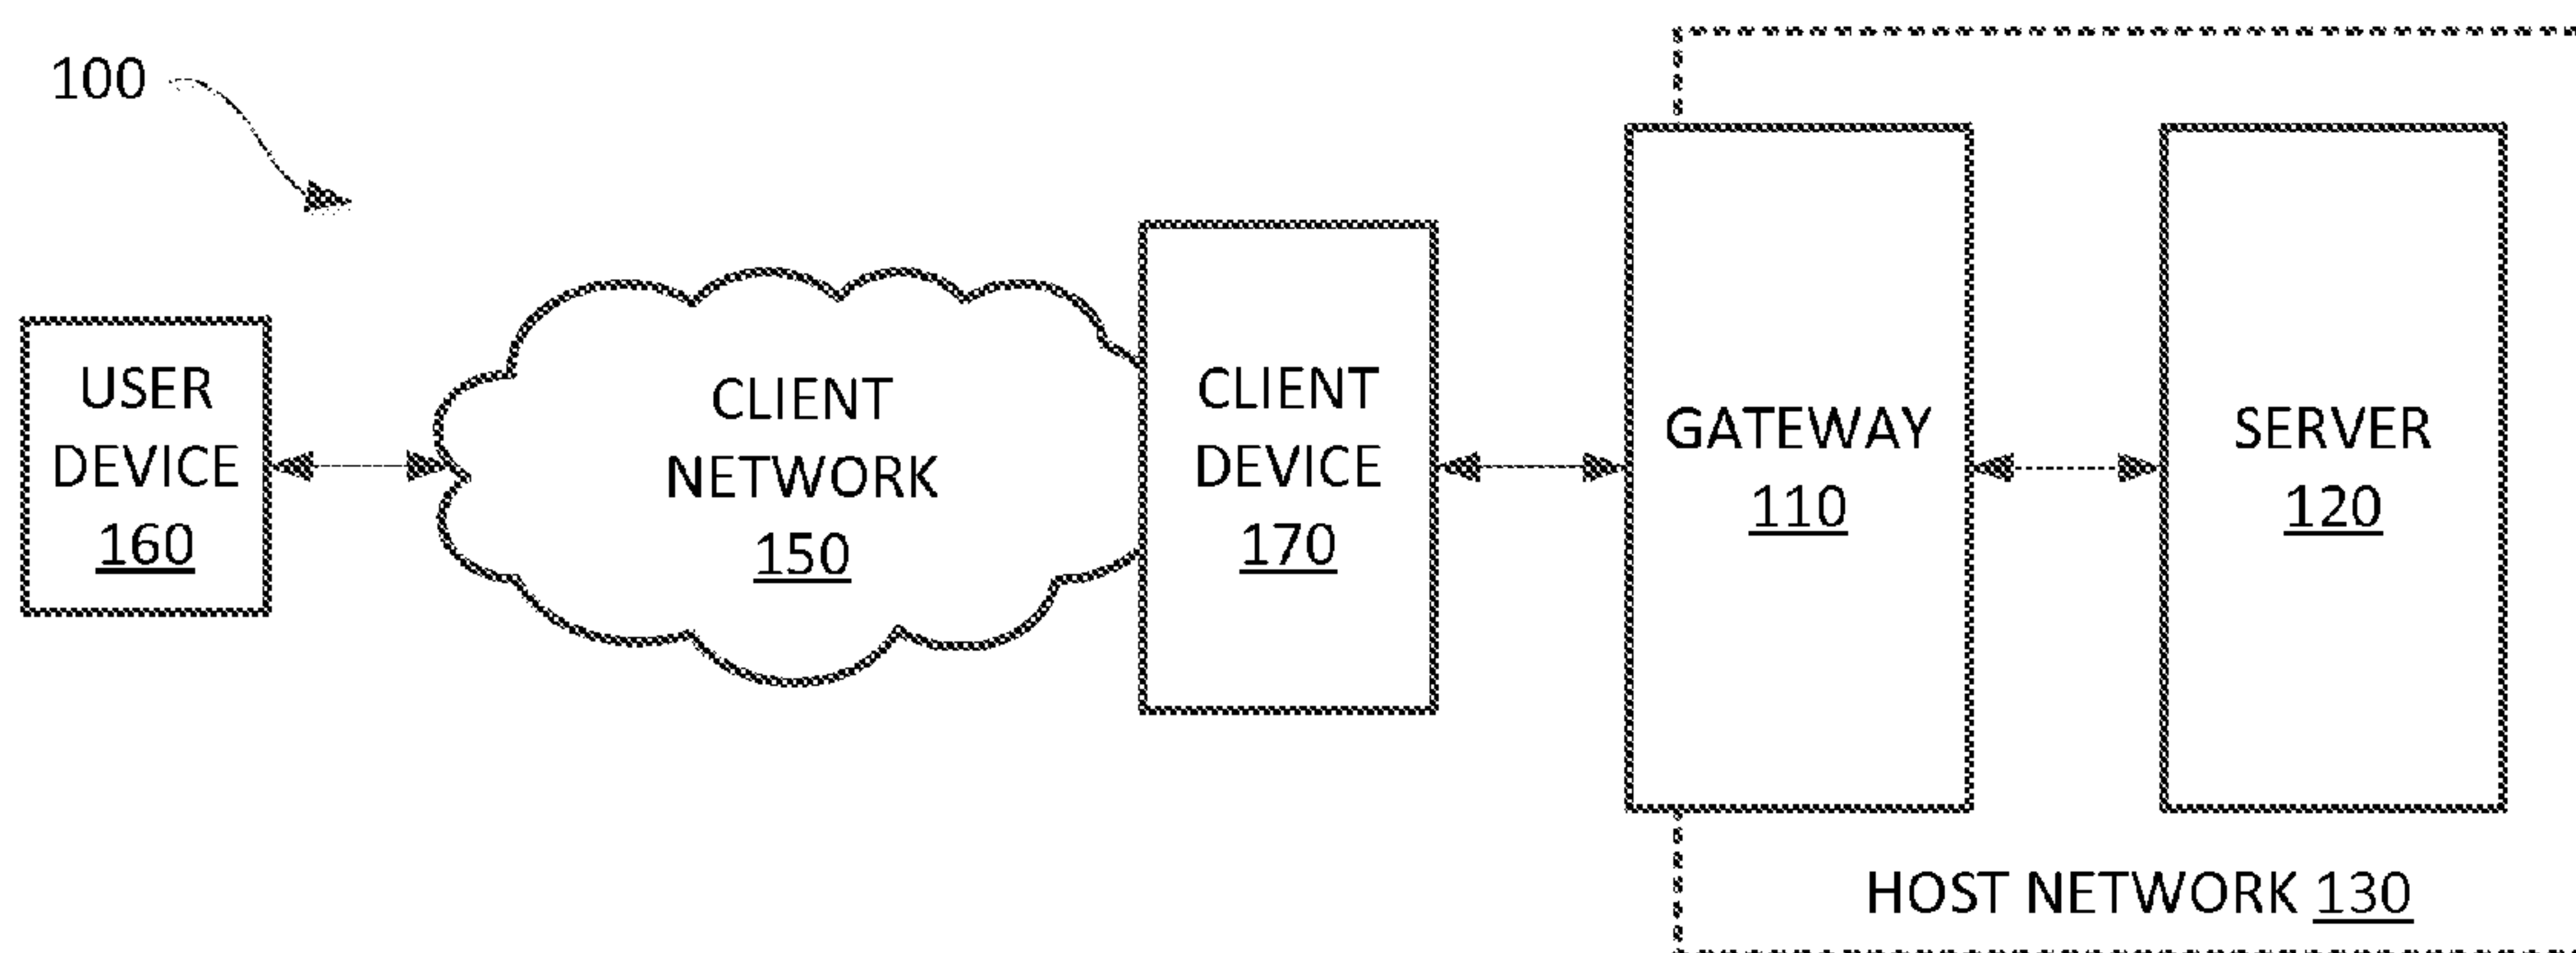 100
USER
DEVICE
160
CLIENT
NETWORK
150
CLIENT
DEVICE
170
GATEWAY
110
SERVER
120
HOST NETWORK 130